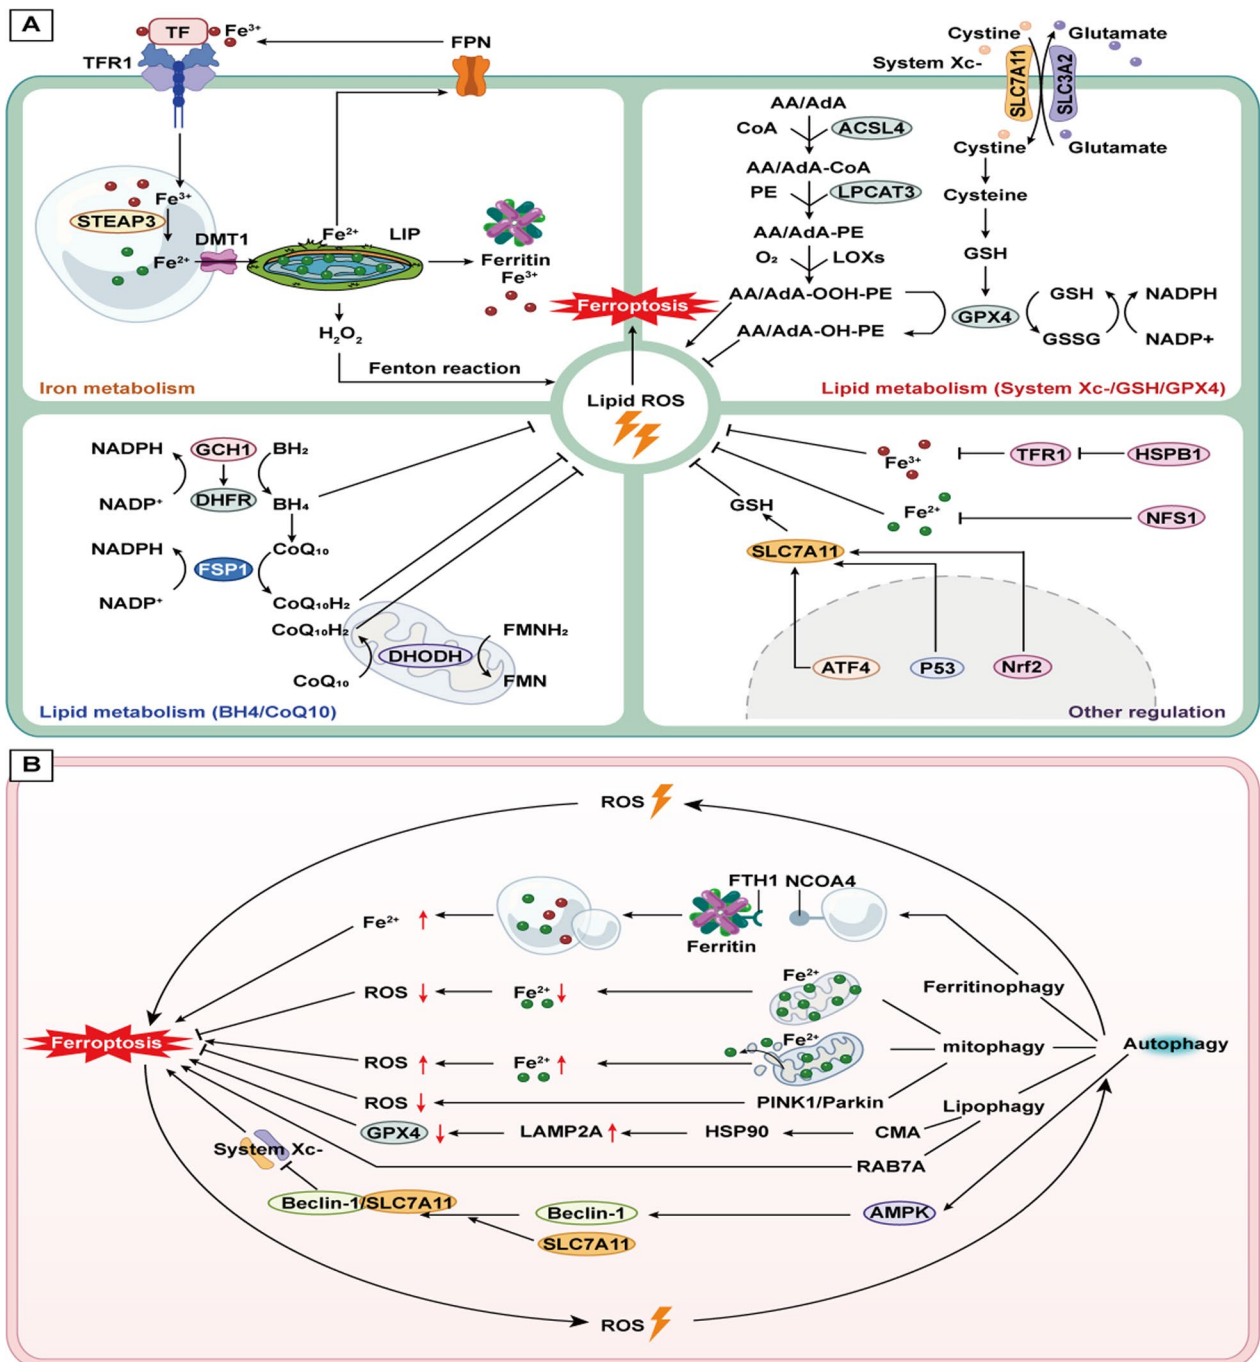 A
TF
Fe³⁺
TFR1
FPN
Fe³⁺
STEAP3
Fe²⁺
DMT1
Fe²⁺
LIP
Ferritin
Fe³⁺
H₂O₂
Fenton reaction
Iron metabolism
Ferroptosis
Lipid ROS
Cystine
Glutamate
System Xc-
SLC7A11
SLC3A2
Cystine
Glutamate
Cysteine
GSH
GPX4
GSH
GSSG
NADPH
NADP+
AA/AdA
CoA
ACSL4
AA/AdA-CoA
PE
LPCAT3
AA/AdA-PE
O₂
LOXs
AA/AdA-OOH-PE
AA/AdA-OH-PE
Lipid metabolism (System Xc-/GSH/GPX4)
NADPH
GCH1
BH₂
NADP⁺
DHFR
BH₄
NADPH
FSP1
CoQ₁₀
NADP⁺
CoQ₁₀H₂
CoQ₁₀H₂
FMNH₂
DHODH
CoQ₁₀
FMN
Lipid metabolism (BH4/CoQ10)
Fe³⁺
TFR1
HSPB1
Fe²⁺
NFS1
GSH
SLC7A11
ATF4
P53
Nrf2
Other regulation
B
ROS
FTH1
NCOA4
Fe²⁺
Ferritin
Ferritinophagy
ROS
Fe²⁺
Fe²⁺
Ferroptosis
ROS
Fe²⁺
Fe²⁺
mitophagy
Autophagy
ROS
PINK1/Parkin
Lipophagy
GPX4
LAMP2A
HSP90
CMA
System Xc-
RAB7A
Beclin-1/SLC7A11
Beclin-1
AMPK
SLC7A11
ROS